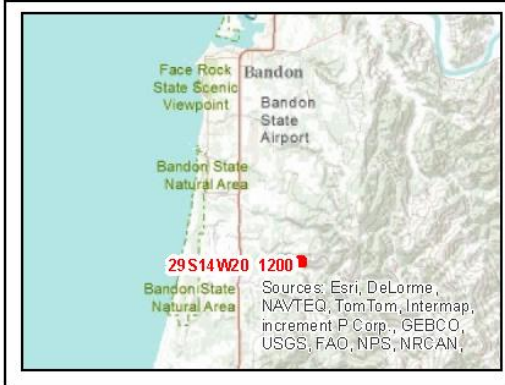 Face Rock
State Scenic
Viewpoint
Bandon
Bandon
State
Airport
Bandon State
Natural Area
29S14W20 1200
Bandon State
Natural Area
Sources: Esri, DeLorme,
NAVTEQ, TomTom, Intermap,
increment P Corp., GEBCO,
USGS, FAO, NPS, NRCAN,